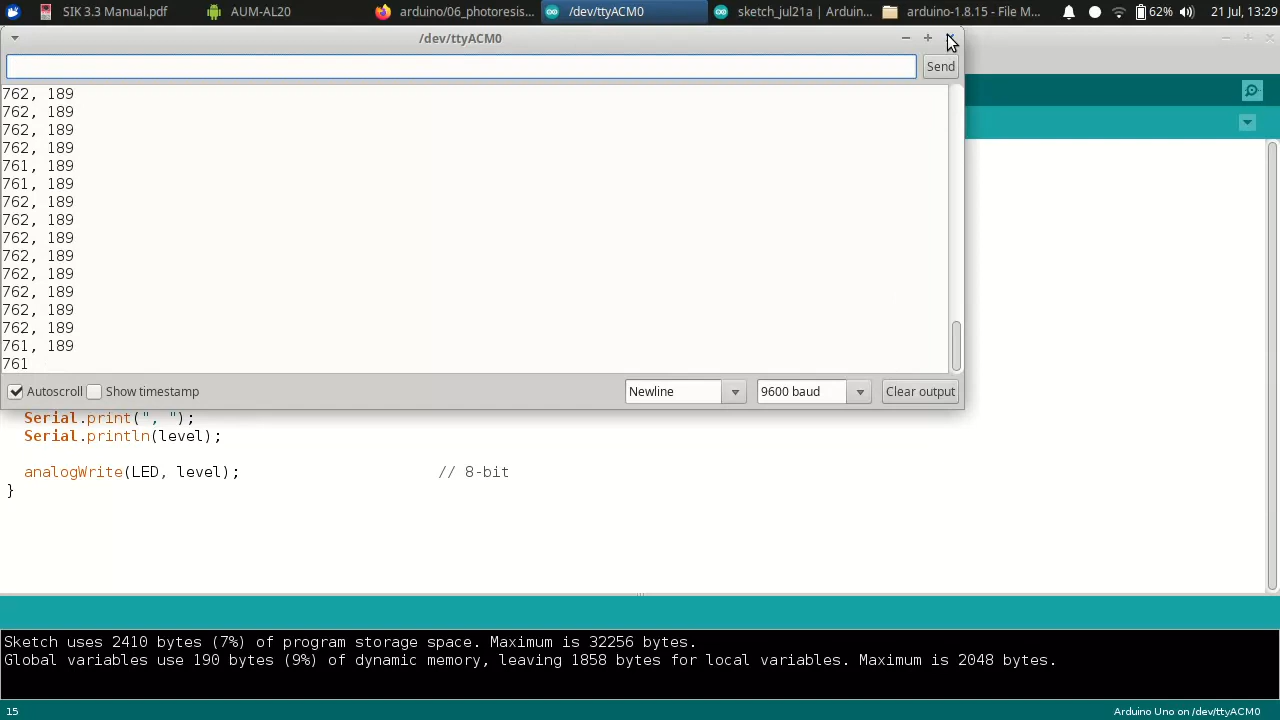 SIK 3.3 Manual.pdf
AUM-AL20
arduino/06_photoresis...
/dev/ttyACM0
sketch_jul21a | Arduin...
arduino-1.8.15 - File M...
62%
21 Jul, 13:29
/dev/ttyACM0
Send
762, 189
762, 189
762, 189
762, 189
761, 189
761, 189
762, 189
762, 189
762, 189
762, 189
762, 189
762, 189
762, 189
762, 189
761, 189
761
Autoscroll
Show timestamp
Newline
9600 baud
Clear output
Serial.print(", ");
Serial.println(level);
analogWrite(LED, level); // 8-bit
}
Sketch uses 2410 bytes (7%) of program storage space. Maximum is 32256 bytes.
Global variables use 190 bytes (9%) of dynamic memory, leaving 1858 bytes for local variables. Maximum is 2048 bytes.
15
Arduino Uno on /dev/ttyACM0